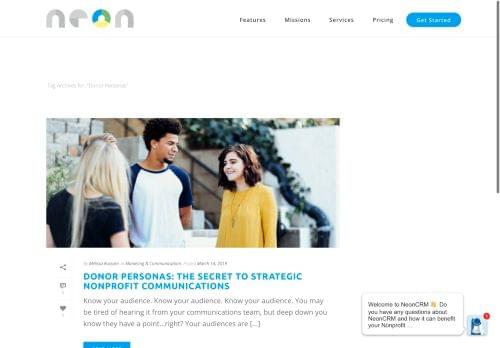 neon
Features Missions Services Pricing Get Started
Tag Archives for: "Donor Personas"
by Melissa in Marketing & Communications Posted March 14, 2019
DONOR PERSONAS: THE SECRET TO STRATEGIC
NONPROFIT COMMUNICATIONS
Know your audience. Know your audience. Know your audience. You may
be tired of hearing it from your communications team, but deep down you
know they have a point...right? Your audiences are [...]
Welcome to NeonCRM 👋 Do
you have any questions about
NeonCRM and how it can benefit
your Nonprofit ...
1